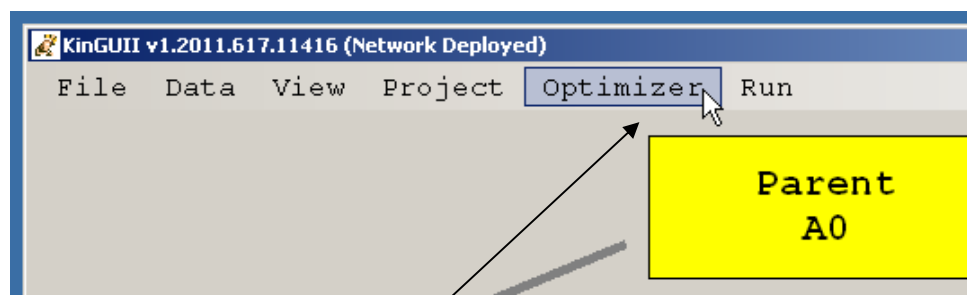 KinGUII v1.2011.617.11416 (Network Deployed)
File Data View Project Optimizer Run
Parent
A0